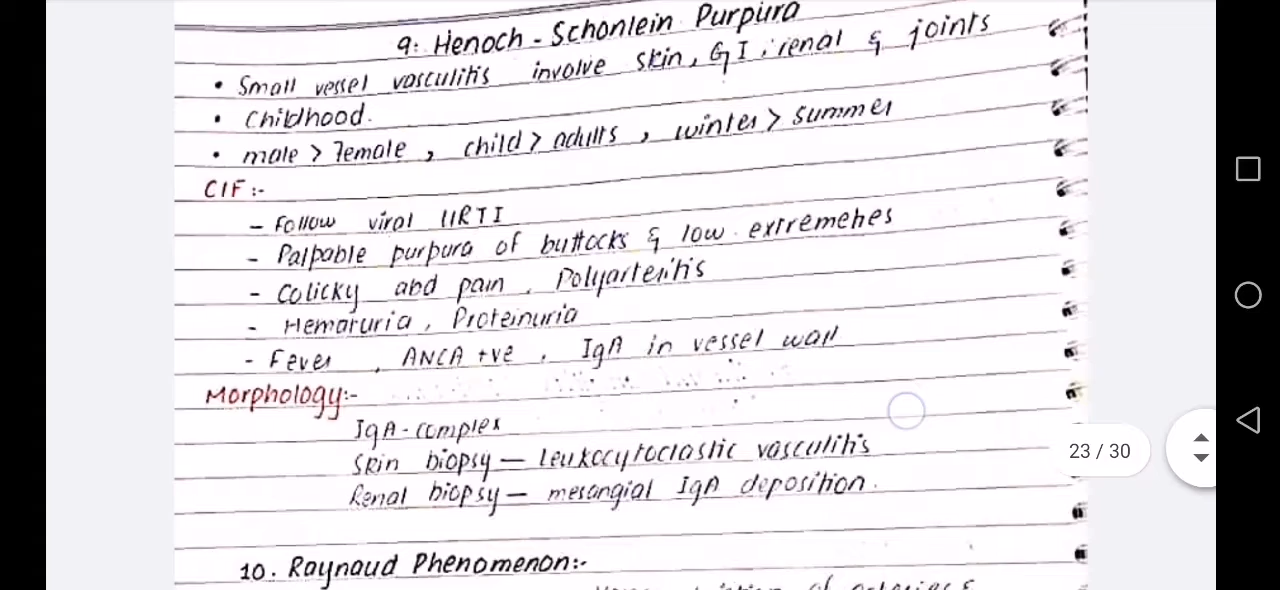 9: Henoch - Schonlein Purpura
• Small vessel vasculitis involve skin, GI, renal & joints
• Childhood.
• male > Female, child > adults, winter > summer
CIF:-
- Follow viral URTI
- Palpable purpura of buttocks & low. extremehes
- Colicky abd pain, Polyarteritis
- Hematuria, Proteinuria
- Fever, ANCA +ve, IgA in vessel wall
Morphology:-
IgA - complex
Skin biopsy — leukocytoclastic vasculitis
23 / 30
Renal biopsy — mesangial IgA deposition.
10. Raynaud Phenomenon:-